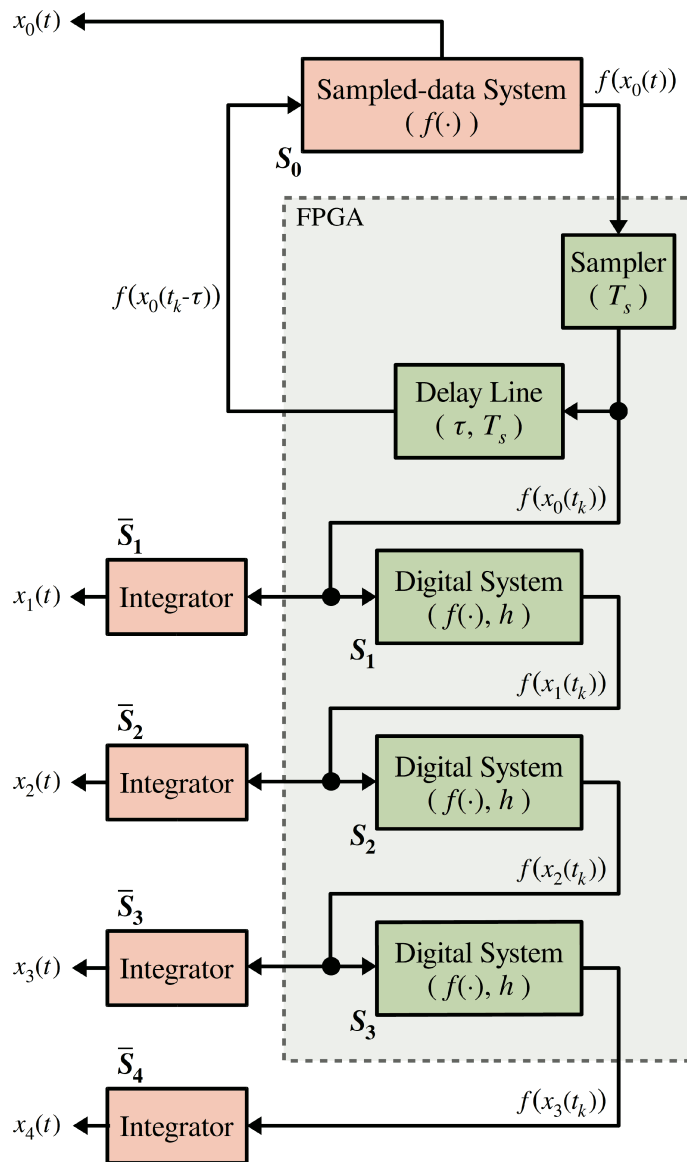 x₀(t)
Sampled-data System
( f(·) )
f(x₀(t))
S₀
FPGA
Sampler
( Tₛ )
f(x₀(tₖ-τ))
Delay Line
( τ, Tₛ )
f(x₀(tₖ))
S̅₁
x₁(t)
Integrator
Digital System
( f(·), h )
S₁
f(x₁(tₖ))
S̅₂
x₂(t)
Integrator
Digital System
( f(·), h )
S₂
f(x₂(tₖ))
S̅₃
x₃(t)
Integrator
Digital System
( f(·), h )
S₃
S̅₄
f(x₃(tₖ))
x₄(t)
Integrator